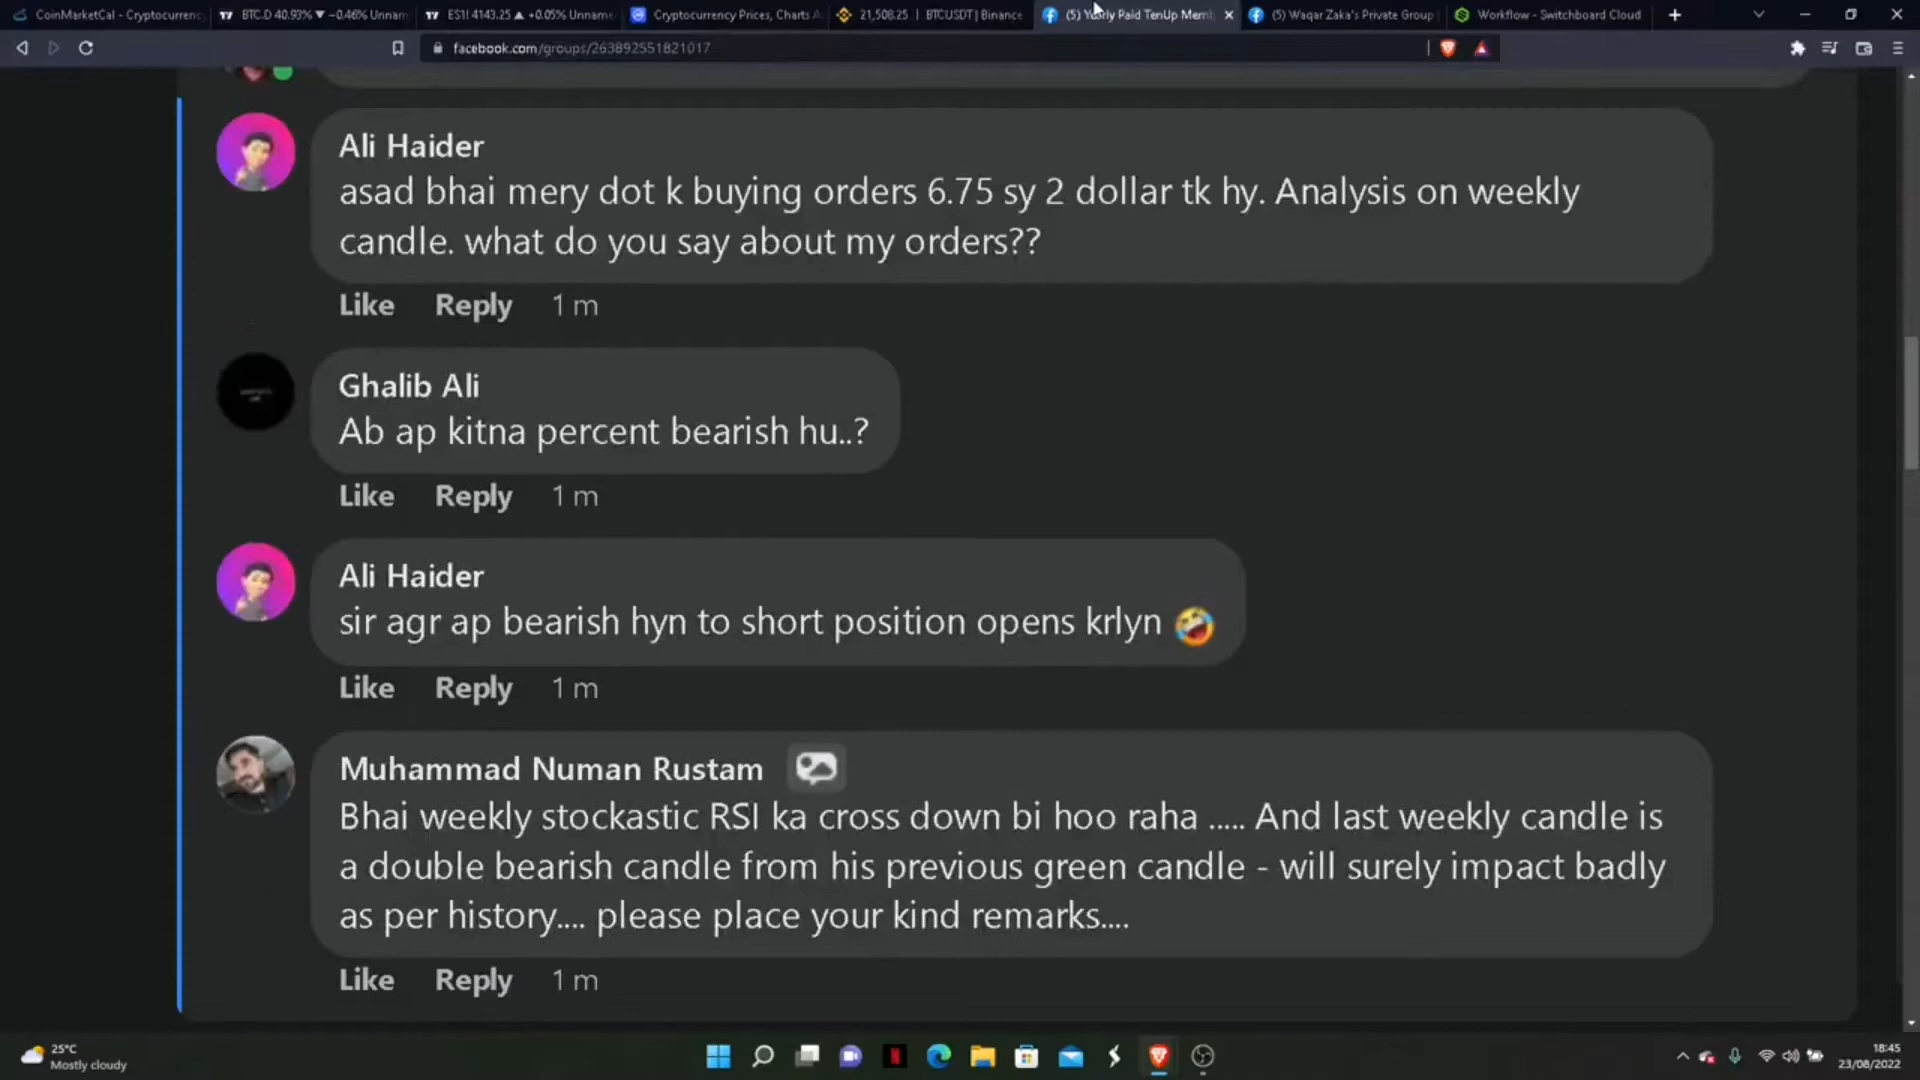 CoinMarketCal - Cryptocurrency
BTC.D 40.93% ▼ −0.46% Unnam
ES1! 4143.25 ▲ +0.05% Unname
Cryptocurrency Prices, Charts A
21,508.25 | BTCUSDT | Binance
(5) Yearly Paid TenUp Memb
(5) Waqar Zaka's Private Group
Workflow - Switchboard Cloud
facebook.com/groups/263892551821017
Ali Haider
asad bhai mery dot k buying orders 6.75 sy 2 dollar tk hy. Analysis on weekly
candle. what do you say about my orders??
Like Reply 1 m
Ghalib Ali
Ab ap kitna percent bearish hu..?
Like Reply 1 m
Ali Haider
sir agr ap bearish hyn to short position opens krlyn 🤣
Like Reply 1 m
Muhammad Numan Rustam
Bhai weekly stockastic RSI ka cross down bi hoo raha ..... And last weekly candle is
a double bearish candle from his previous green candle - will surely impact badly
as per history.... please place your kind remarks....
Like Reply 1 m
25°C
Mostly cloudy
18:45
23/08/2022